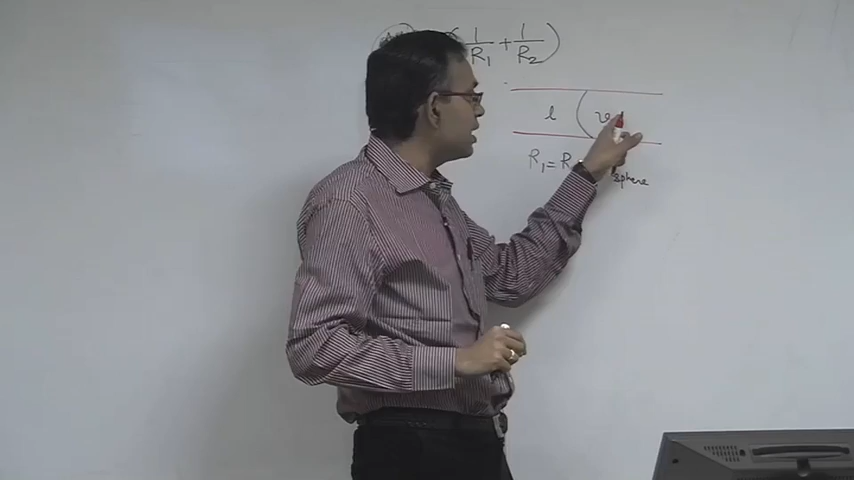 ( 1/R₁ + 1/R₂ )
l
R₁ = R
sphere